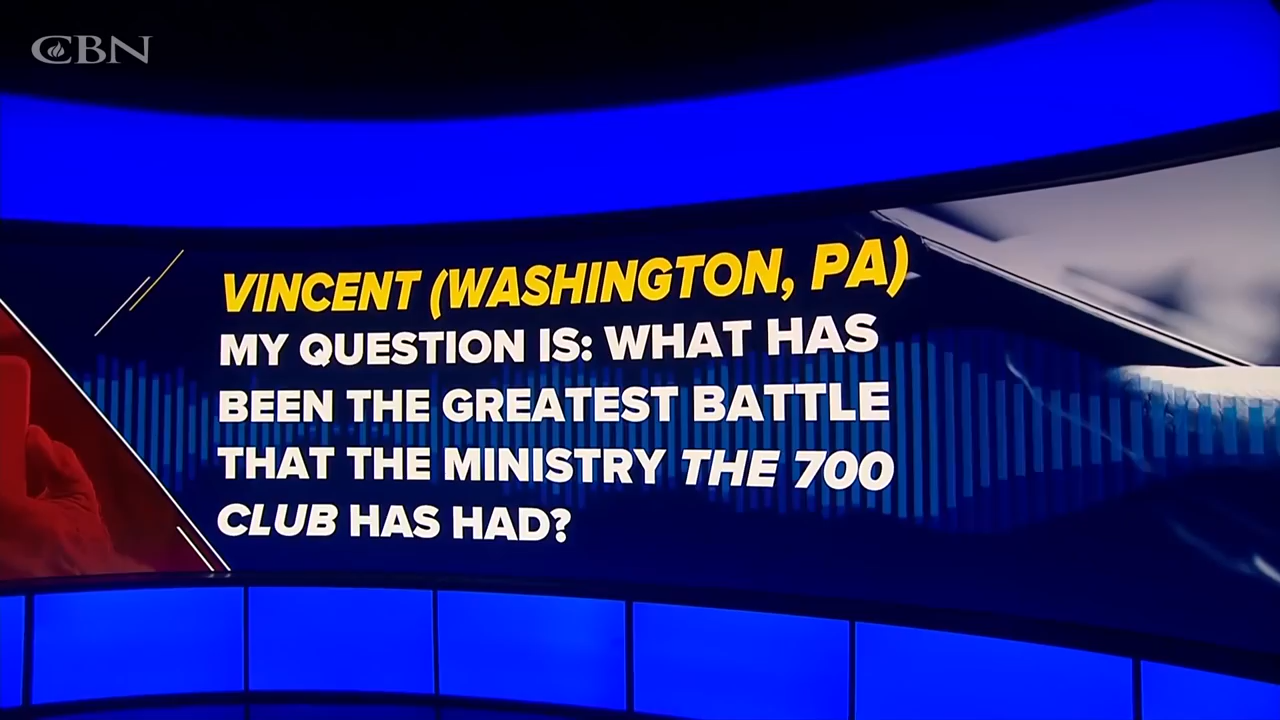 CBN
VINCENT (WASHINGTON, PA)
MY QUESTION IS: WHAT HAS
BEEN THE GREATEST BATTLE
THAT THE MINISTRY THE 700
CLUB HAS HAD?